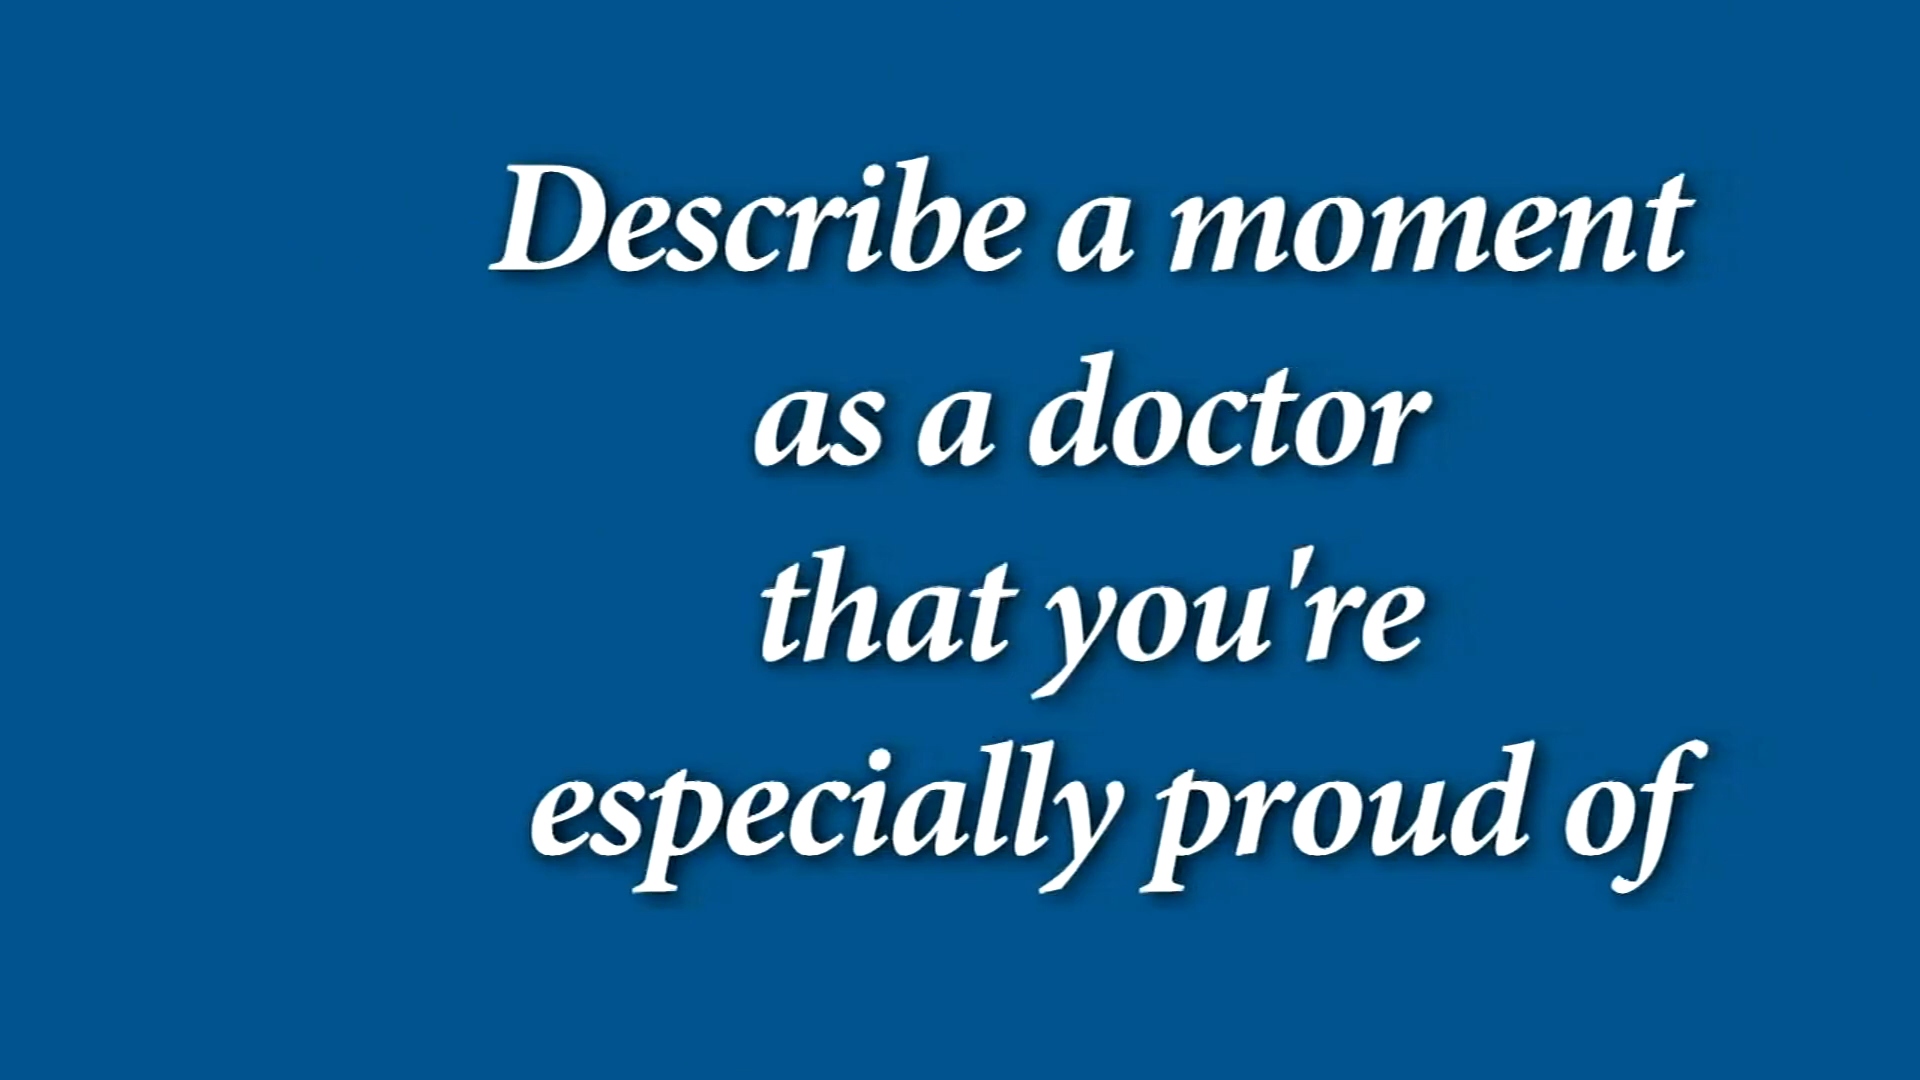 Describe a moment
as a doctor
that you're
especially proud of